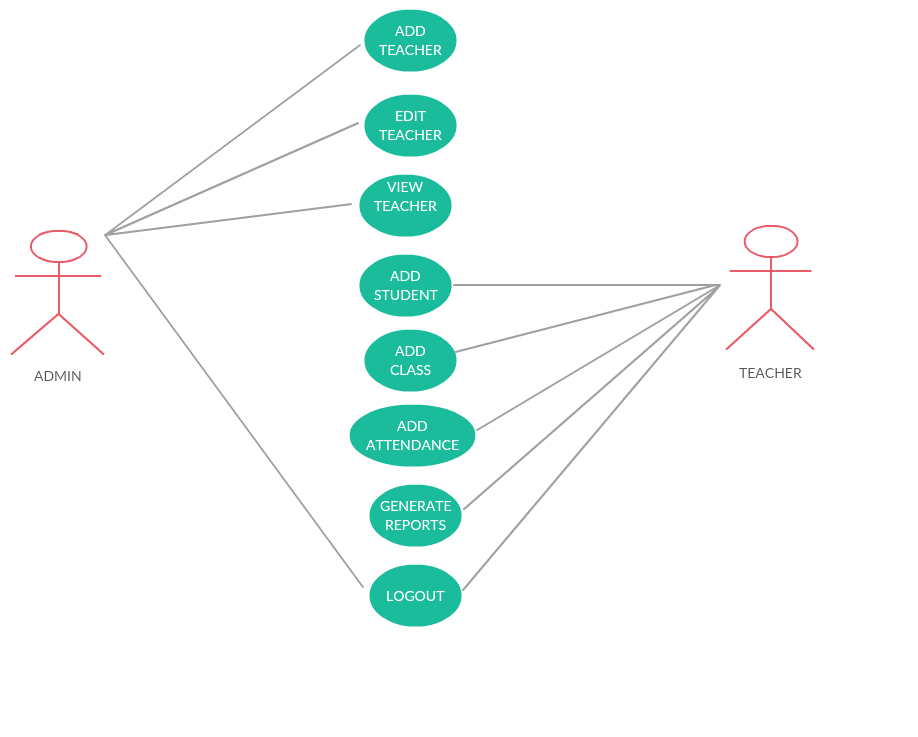 ADD
TEACHER
EDIT
TEACHER
VIEW
TEACHER
ADD
STUDENT
ADD
CLASS
ADD
ATTENDANCE
GENERATE
REPORTS
LOGOUT
ADMIN
TEACHER